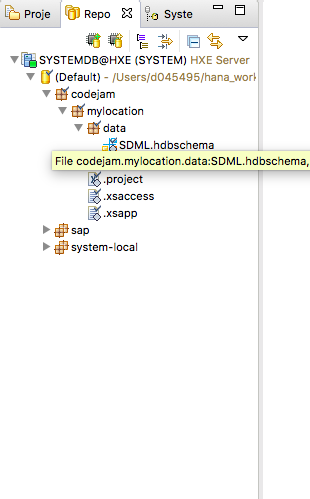 Proje Repo Syste
SYSTEMDB@HXE (SYSTEM) HXE Server
(Default) - /Users/d045495/hana_work
codejam
mylocation
data
SDML.hdbschema
File codejam.mylocation.data:SDML.hdbschema,
.project
.xsaccess
.xsapp
sap
system-local